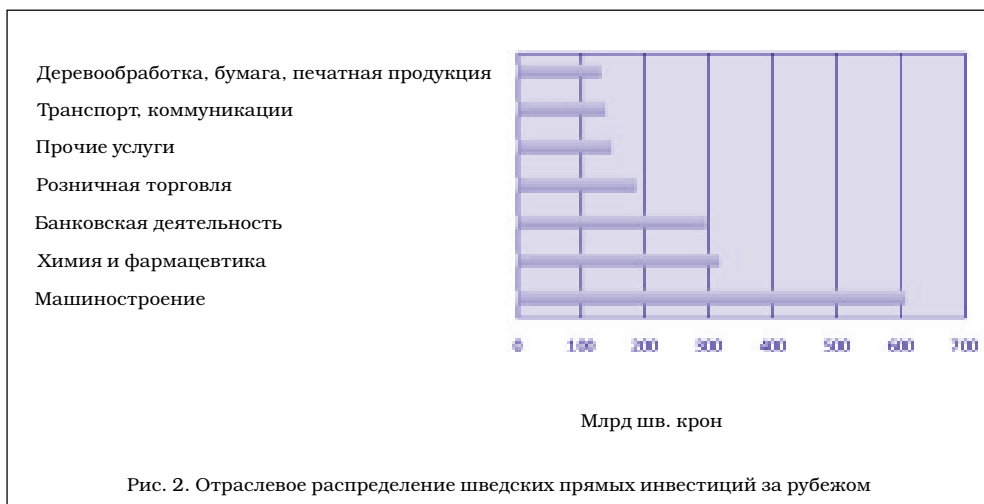 Деревообработка, бумага, печатная продукция
Транспорт, коммуникации
Прочие услуги
Розничная торговля
Банковская деятельность
Химия и фармацевтика
Машиностроение
0 100 200 300 400 500 600 700
Млрд шв. крон
Рис. 2. Отраслевое распределение шведских прямых инвестиций за рубежом